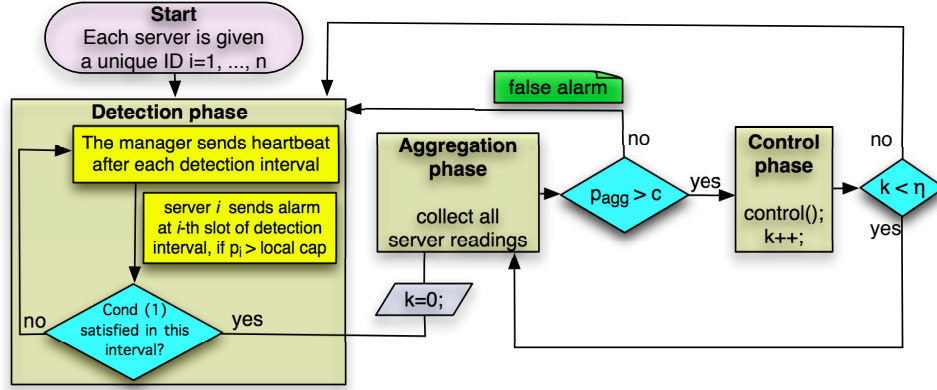 Start
Each server is given
a unique ID i=1, ..., n
false alarm
Detection phase
The manager sends heartbeat
after each detection interval
server i sends alarm
at i-th slot of detection
interval, if pi > local cap
Cond (1)
satisfied in this
interval?
no
yes
k=0;
Aggregation
phase
collect all
server readings
pagg > c
no
yes
Control
phase
control();
k++;
k < η
no
yes